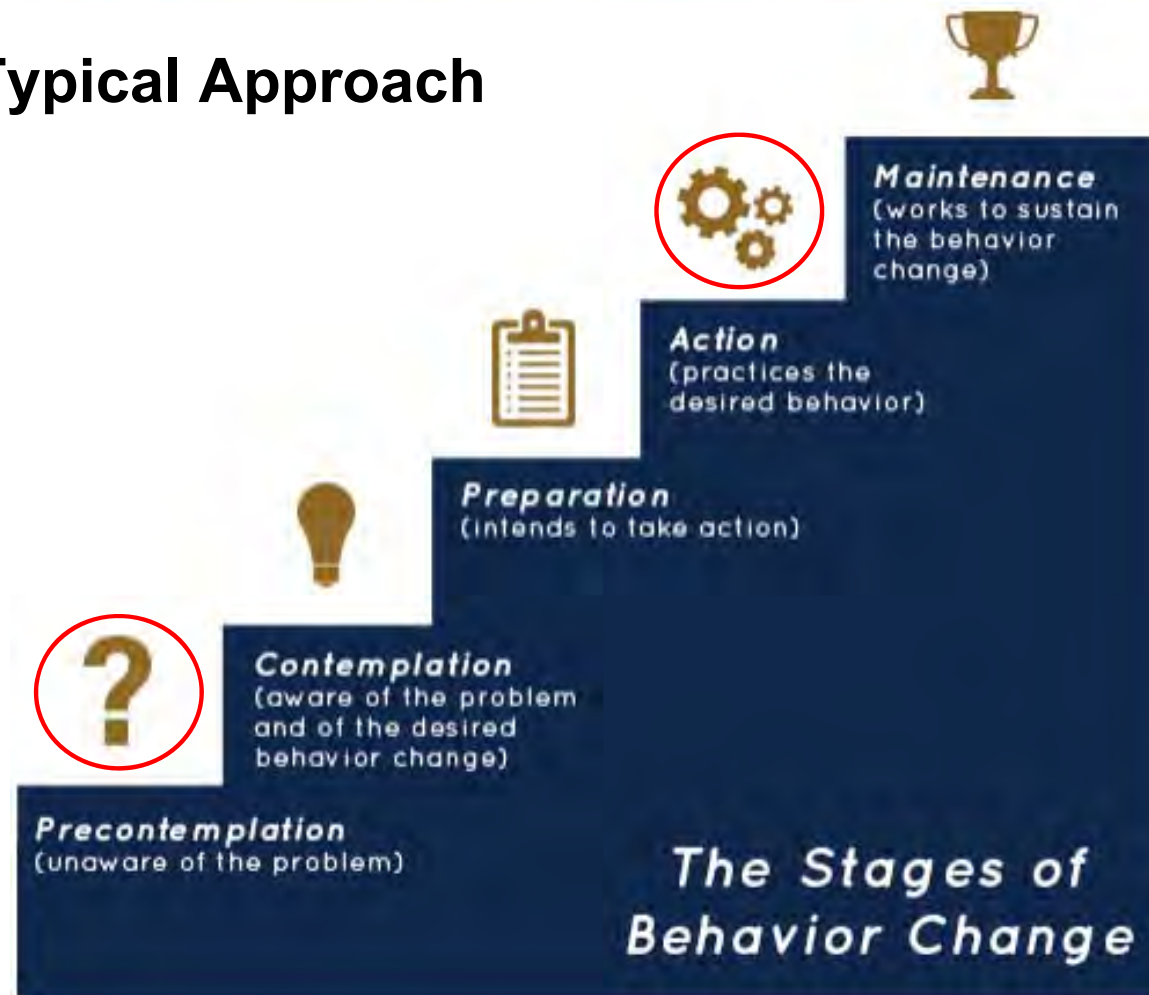 Typical Approach
Maintenance
(works to sustain
the behavior
change)
Action
(practices the
desired behavior)
Preparation
(intends to take action)
Contemplation
(aware of the problem
and of the desired
behavior change)
Precontemplation
(unaware of the problem)
The Stages of
Behavior Change
?